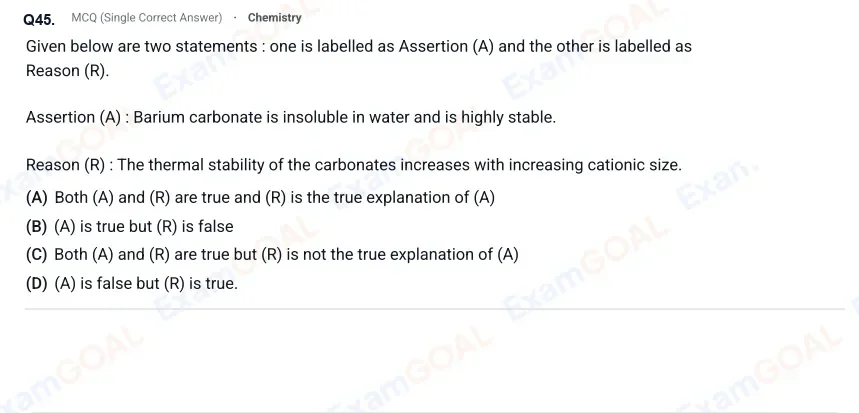 Q45. MCQ (Single Correct Answer) · Chemistry
Given below are two statements : one is labelled as Assertion (A) and the other is labelled as
Reason (R).
Assertion (A) : Barium carbonate is insoluble in water and is highly stable.
Reason (R) : The thermal stability of the carbonates increases with increasing cationic size.
(A) Both (A) and (R) are true and (R) is the true explanation of (A)
(B) (A) is true but (R) is false
(C) Both (A) and (R) are true but (R) is not the true explanation of (A)
(D) (A) is false but (R) is true.
ExamGOAL